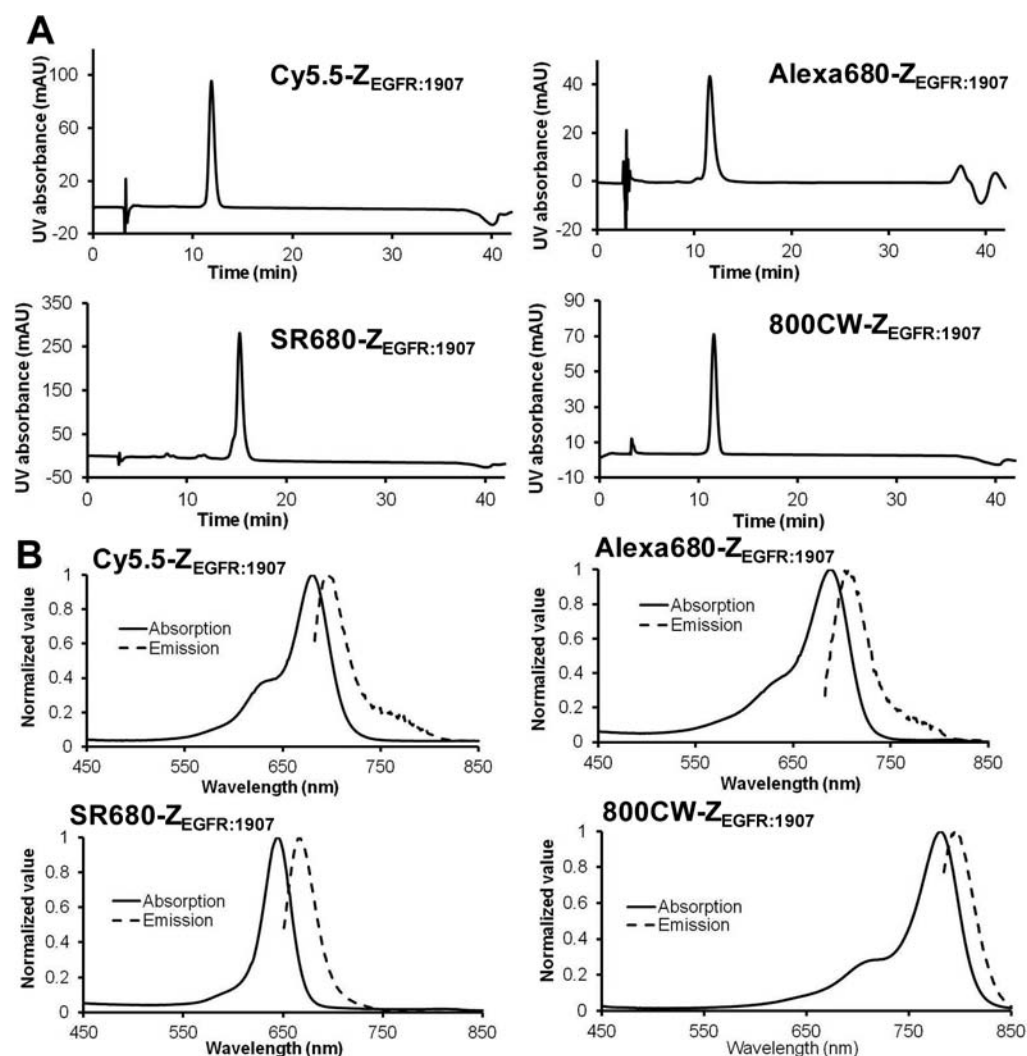 A
Cy5.5-ZEGFR:1907
UV absorbance (mAU)
100
60
20
-20
0
10
20
30
40
Time (min)
Alexa680-ZEGFR:1907
UV absorbance (mAU)
40
20
0
-20
0
10
20
30
40
Time (min)
SR680-ZEGFR:1907
UV absorbance (mAU)
350
250
150
50
-50
0
10
20
30
40
Time (min)
800CW-ZEGFR:1907
UV absorbance (mAU)
90
70
50
30
10
-10
0
10
20
30
40
Time (min)
B
Cy5.5-ZEGFR:1907
Normalized value
1
0.8
0.6
0.4
0.2
0
Absorption
Emission
450
550
650
750
850
Wavelength (nm)
Alexa680-ZEGFR:1907
Normalized value
1
0.8
0.6
0.4
0.2
0
Absorption
Emission
450
550
650
750
850
Wavelength (nm)
SR680-ZEGFR:1907
Normalized value
1
0.8
0.6
0.4
0.2
0
Absorption
Emission
450
550
650
750
850
Wavelength (nm)
800CW-ZEGFR:1907
Normalized value
1
0.8
0.6
0.4
0.2
0
Absorption
Emission
450
550
650
750
850
Wavelength (nm)